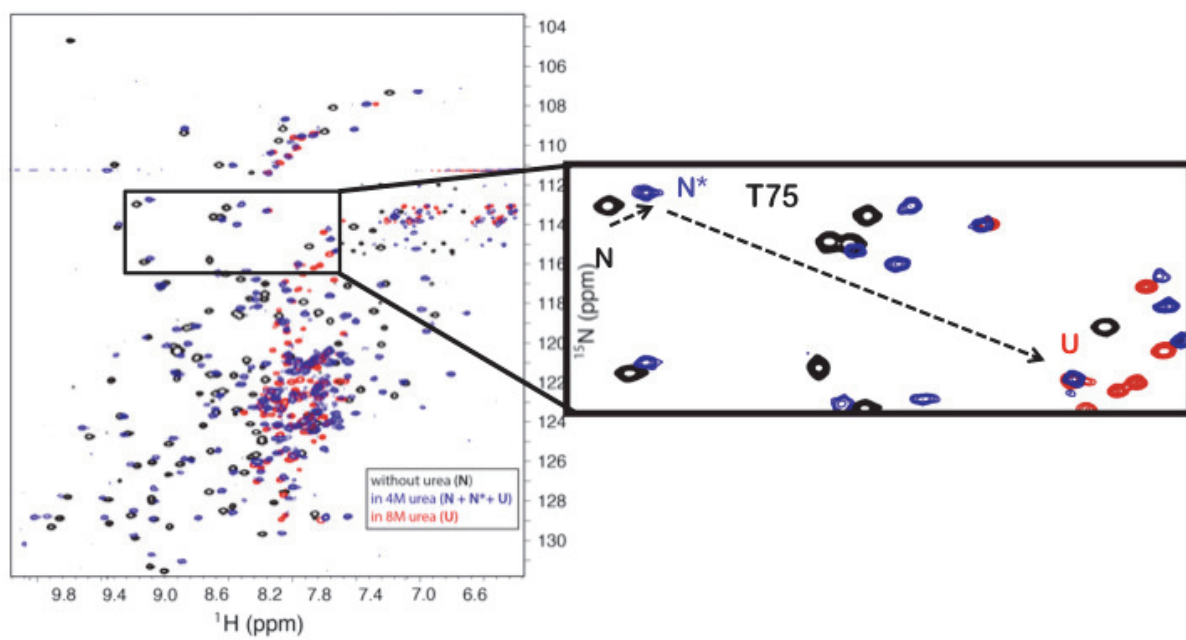 104
106
108
110
112
114
116
118
120
122
124
126
128
130
9.8 9.4 9.0 8.6 8.2 7.8 7.4 7.0 6.6
¹H (ppm)
¹⁵N (ppm)
without urea (N)
in 4M urea (N + N*+ U)
in 8M urea (U)
N*
T75
N
U